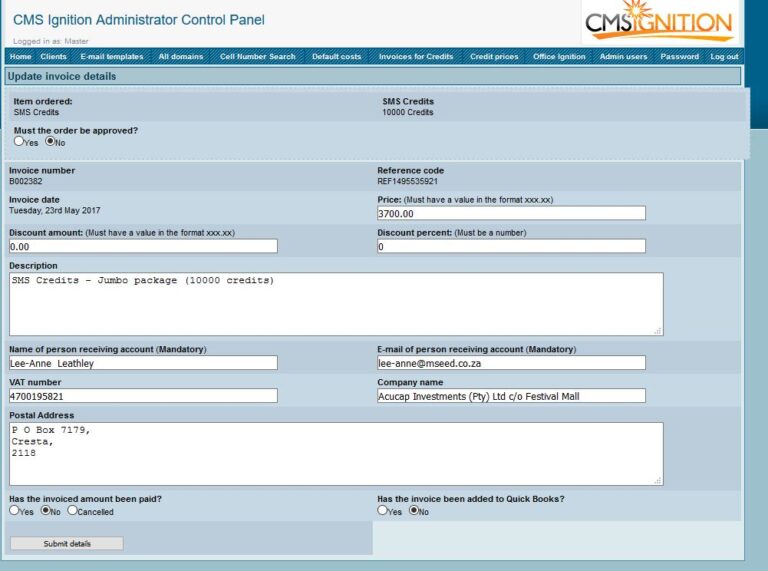 CMS Ignition Administrator Control Panel
CMSIGNITION
Logged in as: Master
Home Clients E-mail templates All domains Cell Number Search Default costs Invoices for Credits Credit prices Office Ignition Admin users Password Log out
Update invoice details
Item ordered: SMS Credits
SMS Credits 10000 Credits
Must the order be approved?
Yes No
Invoice number Reference code
B002382 REF1495535921
Invoice date Price: (Must have a value in the format xxx.xx)
Tuesday, 23rd May 2017
3700.00
Discount amount: (Must have a value in the format xx.xx) Discount percent: (Must be a number)
0.00 0
Description
SMS Credits - Jumbo package (10000 credits)
Name of person receiving account (Mandatory) E-mail of person receiving account (Mandatory)
Lee-Anne Leathley lee-anne@mseed.co.za
VAT number Company name
4700195821 Acucap Investments (Pty) Ltd c/o Festival Mall
Postal Address
P O Box 7179,
Cresta,
2118
Has the invoiced amount been paid? Has the invoice been added to Quick Books?
Yes No Cancelled Yes No
Submit details